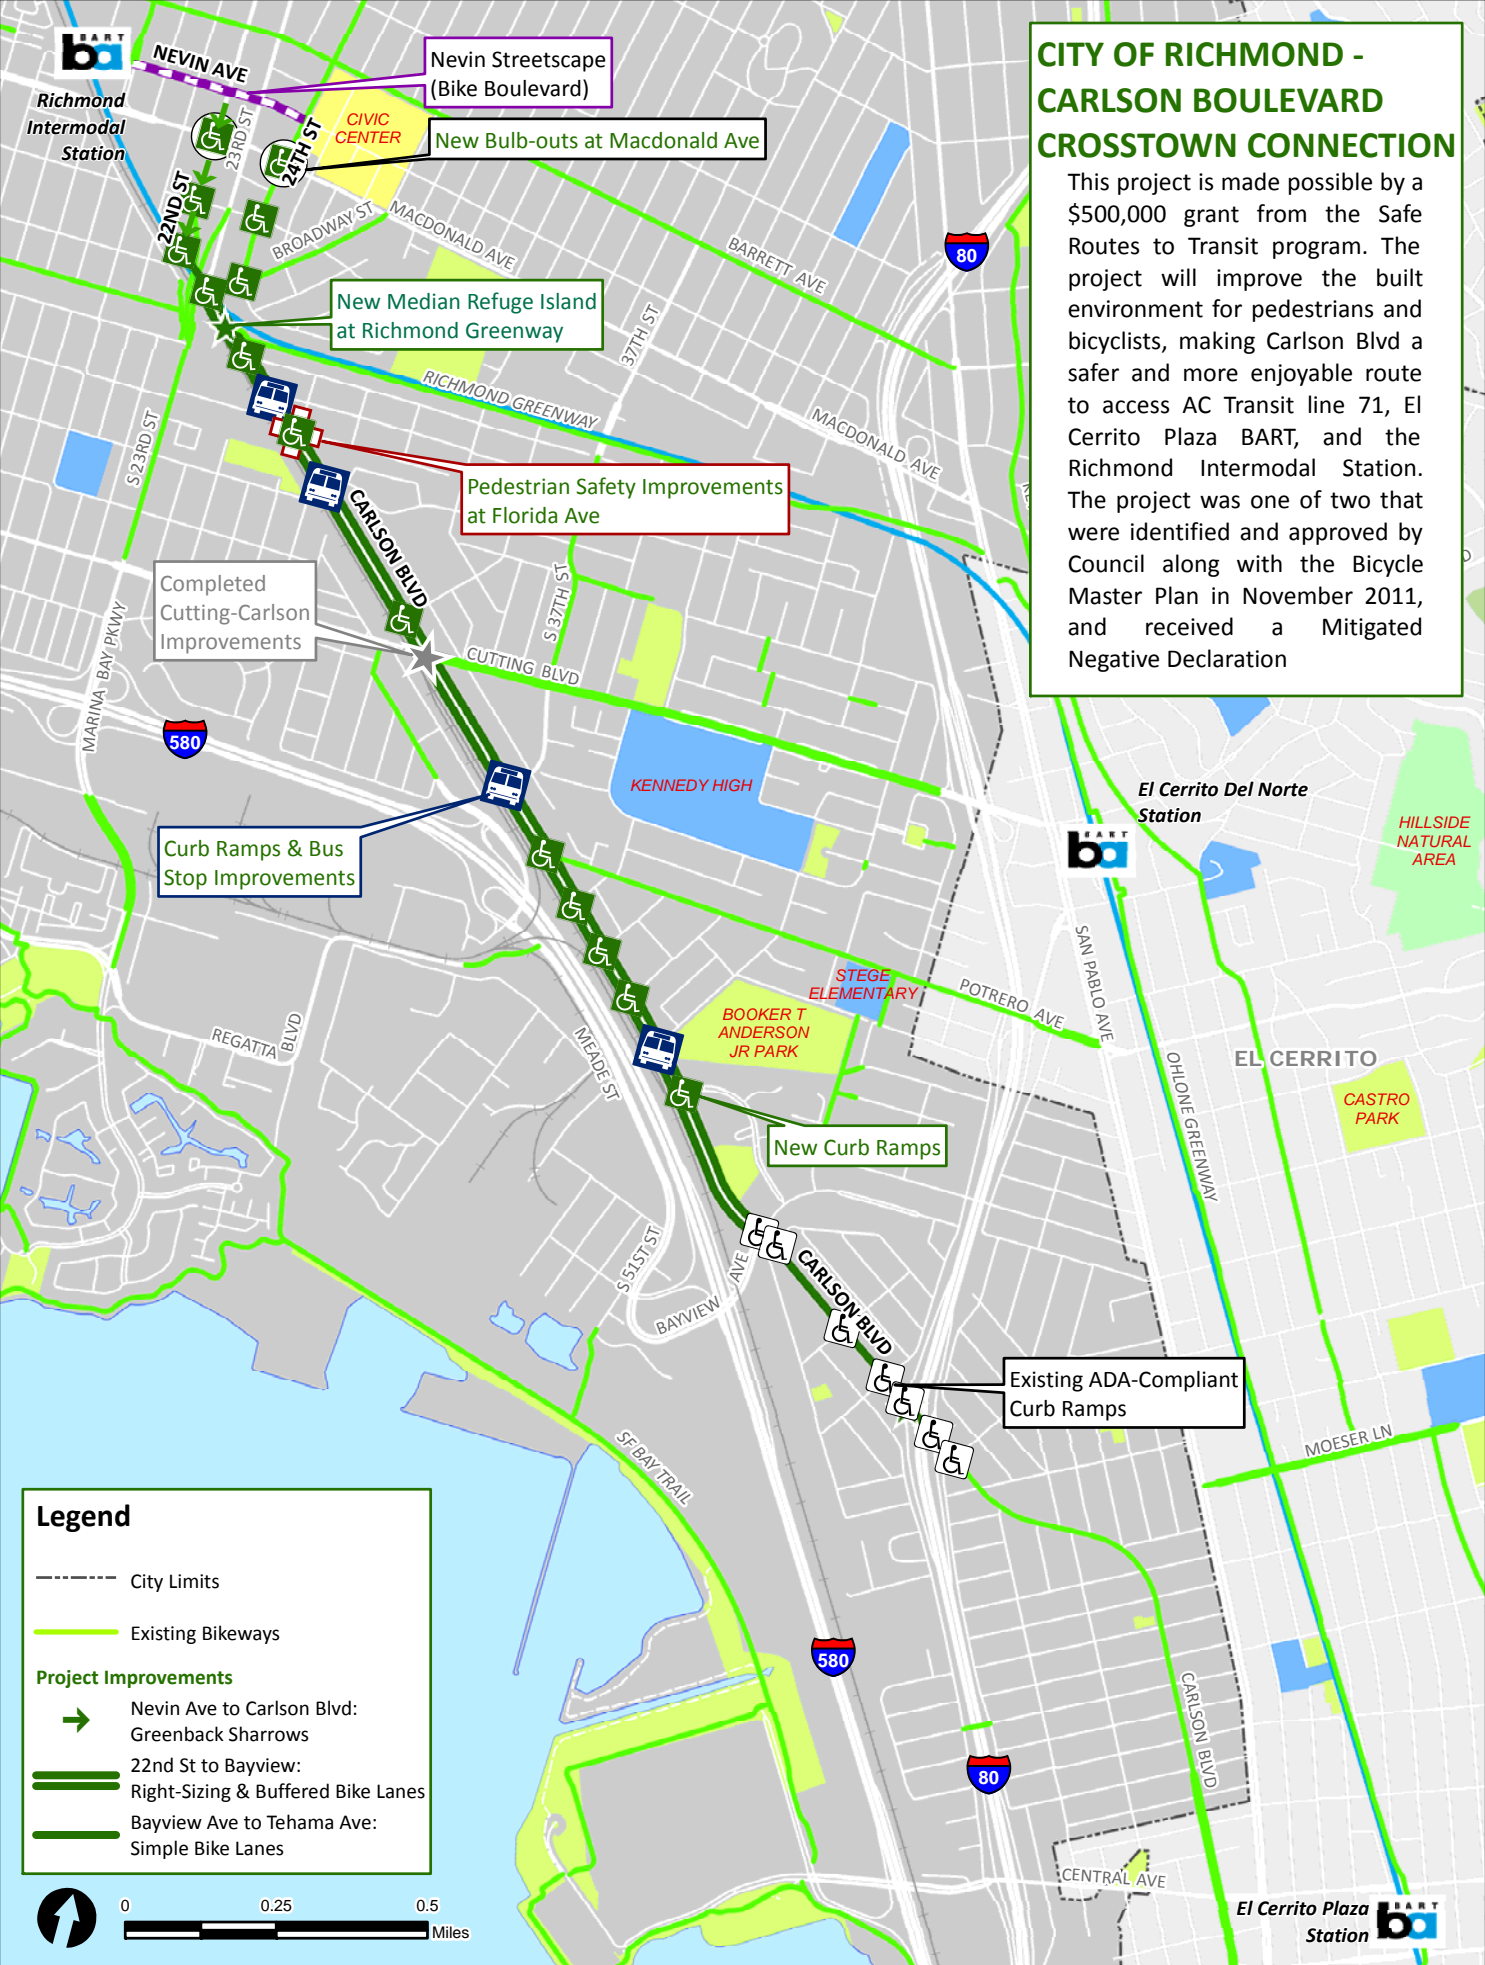 BART
ba
Richmond
Intermodal
Station
NEVIN AVE
23RD ST
24TH ST
22ND ST
CIVIC
CENTER
Nevin Streetscape
(Bike Boulevard)
New Bulb-outs at Macdonald Ave
BROADWAY ST
MACDONALD AVE
BARRETT AVE
80
New Median Refuge Island
at Richmond Greenway
37TH ST
RICHMOND GREENWAY
MACDONALD AVE
S 23RD ST
Pedestrian Safety Improvements
at Florida Ave
CARLSON BLVD
Completed
Cutting-Carlson
Improvements
S 37TH ST
CUTTING BLVD
MARINA BAY PKWY
580
CITY OF RICHMOND -
CARLSON BOULEVARD
CROSSTOWN CONNECTION
This project is made possible by a
$500,000 grant from the Safe
Routes to Transit program. The
project will improve the built
environment for pedestrians and
bicyclists, making Carlson Blvd a
safer and more enjoyable route
to access AC Transit line 71, El
Cerrito Plaza BART, and the
Richmond Intermodal Station.
The project was one of two that
were identified and approved by
Council along with the Bicycle
Master Plan in November 2011,
and received a Mitigated
Negative Declaration
KENNEDY HIGH
El Cerrito Del Norte
Station
BART
ba
HILLSIDE
NATURAL
AREA
Curb Ramps & Bus
Stop Improvements
SAN PABLO AVE
STEGE
ELEMENTARY
POTRERO AVE
BOOKER T
ANDERSON
JR PARK
REGATTA BLVD
MEADE ST
EL CERRITO
OHLONE GREENWAY
CASTRO
PARK
New Curb Ramps
S 51ST ST
BAYVIEW AVE
CARLSON BLVD
Existing ADA-Compliant
Curb Ramps
MOESER LN
SF BAY TRAIL
580
CARLSON BLVD
80
CENTRAL AVE
El Cerrito Plaza
Station
BART
ba
Legend
City Limits
Existing Bikeways
Project Improvements
Nevin Ave to Carlson Blvd:
Greenback Sharrows
22nd St to Bayview:
Right-Sizing & Buffered Bike Lanes
Bayview Ave to Tehama Ave:
Simple Bike Lanes
0 0.25 0.5
Miles